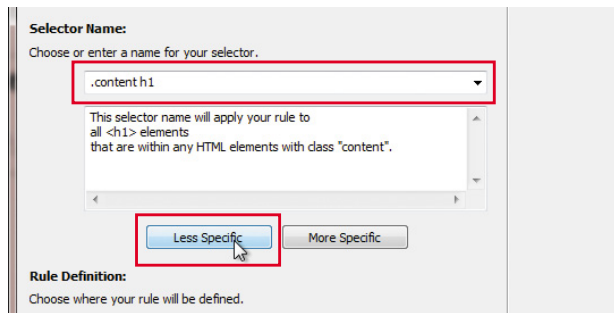 Selector Name:
Choose or enter a name for your selector.
.content h1
This selector name will apply your rule to
all <h1> elements
that are within any HTML elements with class "content".
Less Specific More Specific
Rule Definition:
Choose where your rule will be defined.